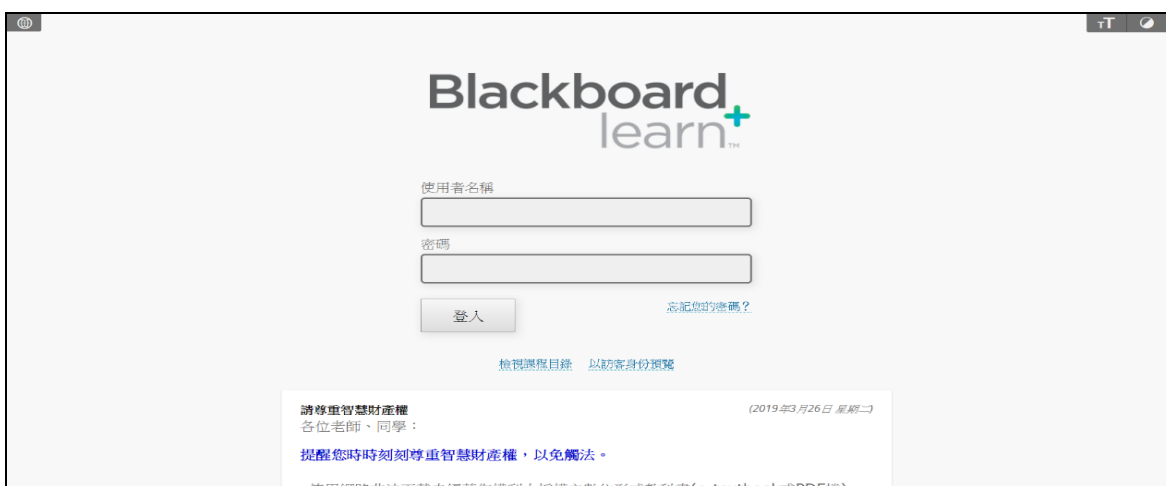 TT
Blackboard
learn™
使用者名稱
密碼
登入
忘記您的密碼？
檢視課程目錄 以訪客身份預覽
請尊重智慧財產權 (2019年3月26日 星期二)
各位老師、同學：
提醒您時時刻刻尊重智慧財產權，以免觸法。